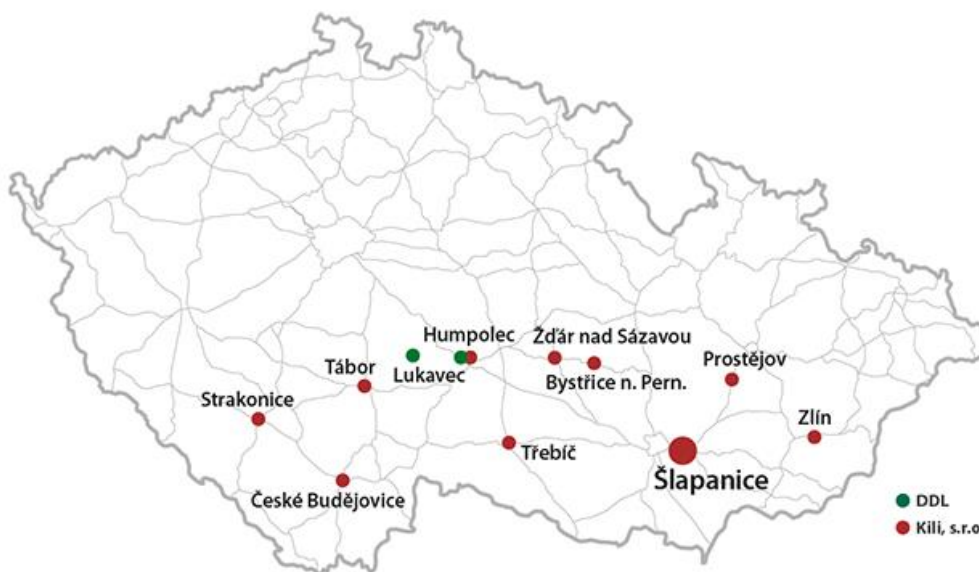 Humpolec
Žďár nad Sázavou
Lukavec
Bystřice n. Pern.
Prostějov
Tábor
Strakonice
Zlín
Třebíč
Šlapanice
České Budějovice
DDL
Kili, s.r.o